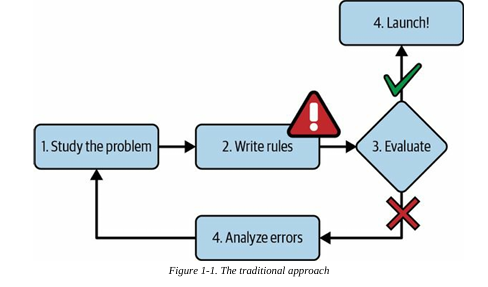 4. Launch!
1. Study the problem
2. Write rules
3. Evaluate
4. Analyze errors
Figure 1-1. The traditional approach